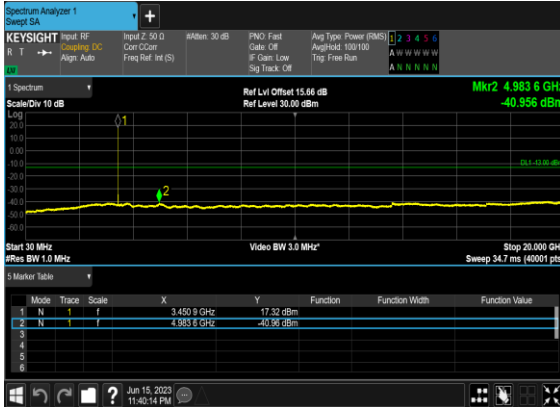 Spectrum Analyzer 1
Swept SA
+
KEYSIGHT Input: RF Input Z: 50 Ω #Atten: 30 dB PNO: Fast Avg Type: Power (RMS) 1 2 3 4 5 6
R T Coupling: DC Corr CCorr Gate: Off Avg|Hold: 100/100 A W W W W W
Align: Auto Freq Ref: Int (S) IF Gain: Low Trig: Free Run
Sig Track: Off A N N N N N
1 Spectrum Ref Lvl Offset 15.66 dB Mkr2 4.983 6 GHz
Scale/Div 10 dB Ref Level 30.00 dBm -40.956 dBm
Log
20.0
10.0
0.00
-10.0
-20.0
-30.0
-40.0
-50.0
-60.0
1
DL1 -13.00 dBm
2
Start 30 MHz Video BW 3.0 MHz* Stop 20.000 GHz
#Res BW 1.0 MHz Sweep 34.7 ms (40001 pts)
5 Marker Table
Mode Trace Scale X Y Function Function Width Function Value
1 N 1 f 3.450 9 GHz 17.32 dBm
2 N 1 f 4.983 6 GHz -40.96 dBm
3
4
5
6
? Jun 15, 2023
11:40:14 PM